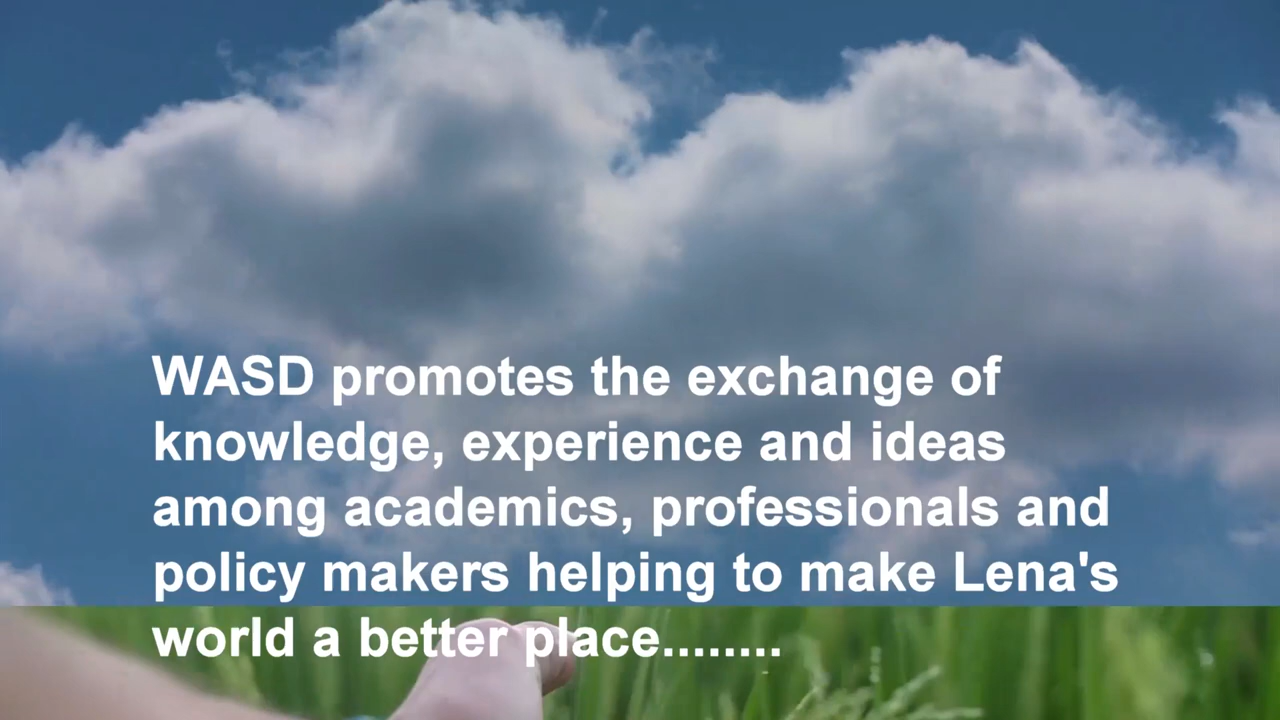 WASD promotes the exchange of
knowledge, experience and ideas
among academics, professionals and
policy makers helping to make Lena's
world a better place........